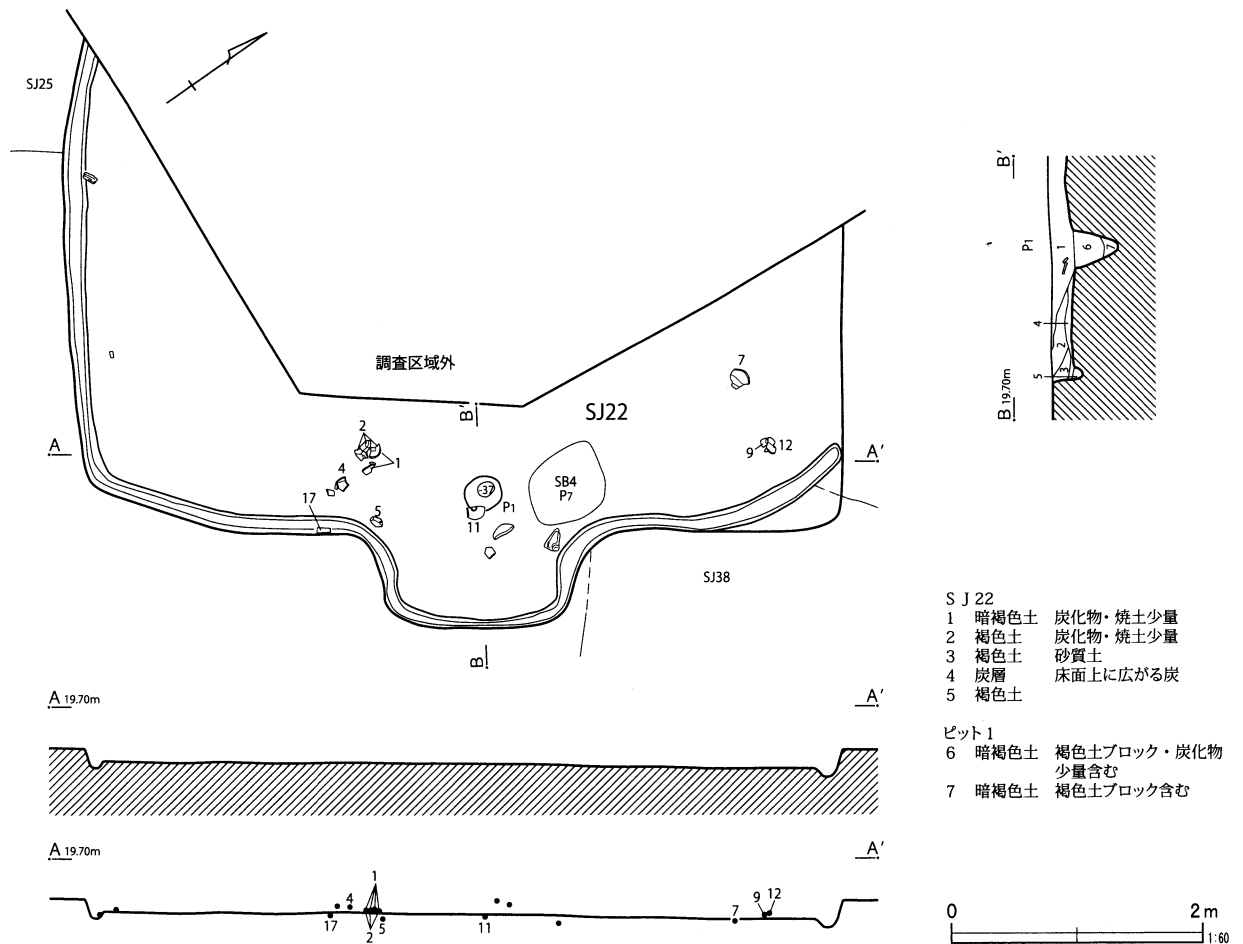 SJ25
調査区域外
B'
SJ22
7
2
1
4
9
12
A
A'
17
5
-37
SB4
P7
P1
11
SJ38
B
B'
P1
1
6
7
4
2
3
5
B 19.70m
SJ22
1 暗褐色土 炭化物・焼土少量
2 褐色土 炭化物・焼土少量
3 褐色土 砂質土
4 炭層 床面上に広がる炭
5 褐色土
ピット1
6 暗褐色土 褐色土ブロック・炭化物
少量含む
7 暗褐色土 褐色土ブロック含む
A 19.70m
A'
A 19.70m
A'
1
4
9
12
17
2
5
11
7
0
2m
1:60